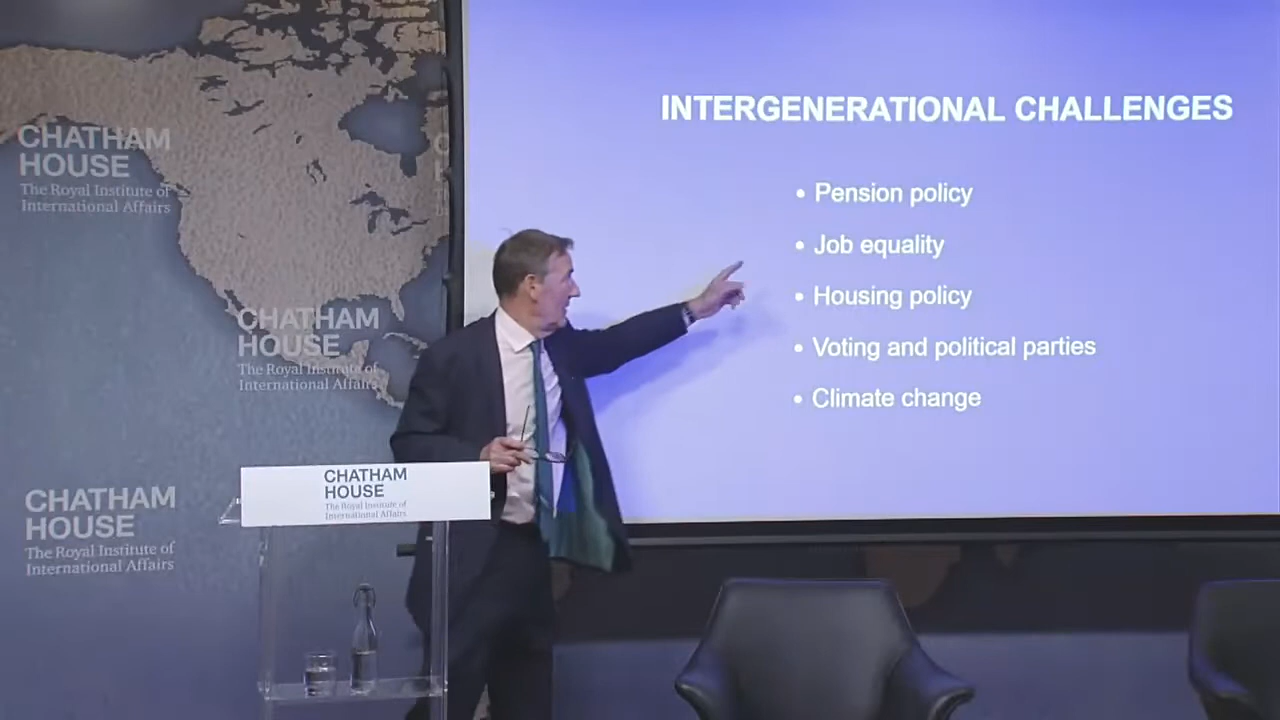 CHATHAM
HOUSE
The Royal Institute of
International Affairs
CHATHAM
HOUSE
The Royal Institute of
International Affairs
CHATHAM
HOUSE
The Royal Institute of
International Affairs
CHATHAM
HOUSE
The Royal Institute of
International Affairs
INTERGENERATIONAL CHALLENGES
• Pension policy
• Job equality
• Housing policy
• Voting and political parties
• Climate change